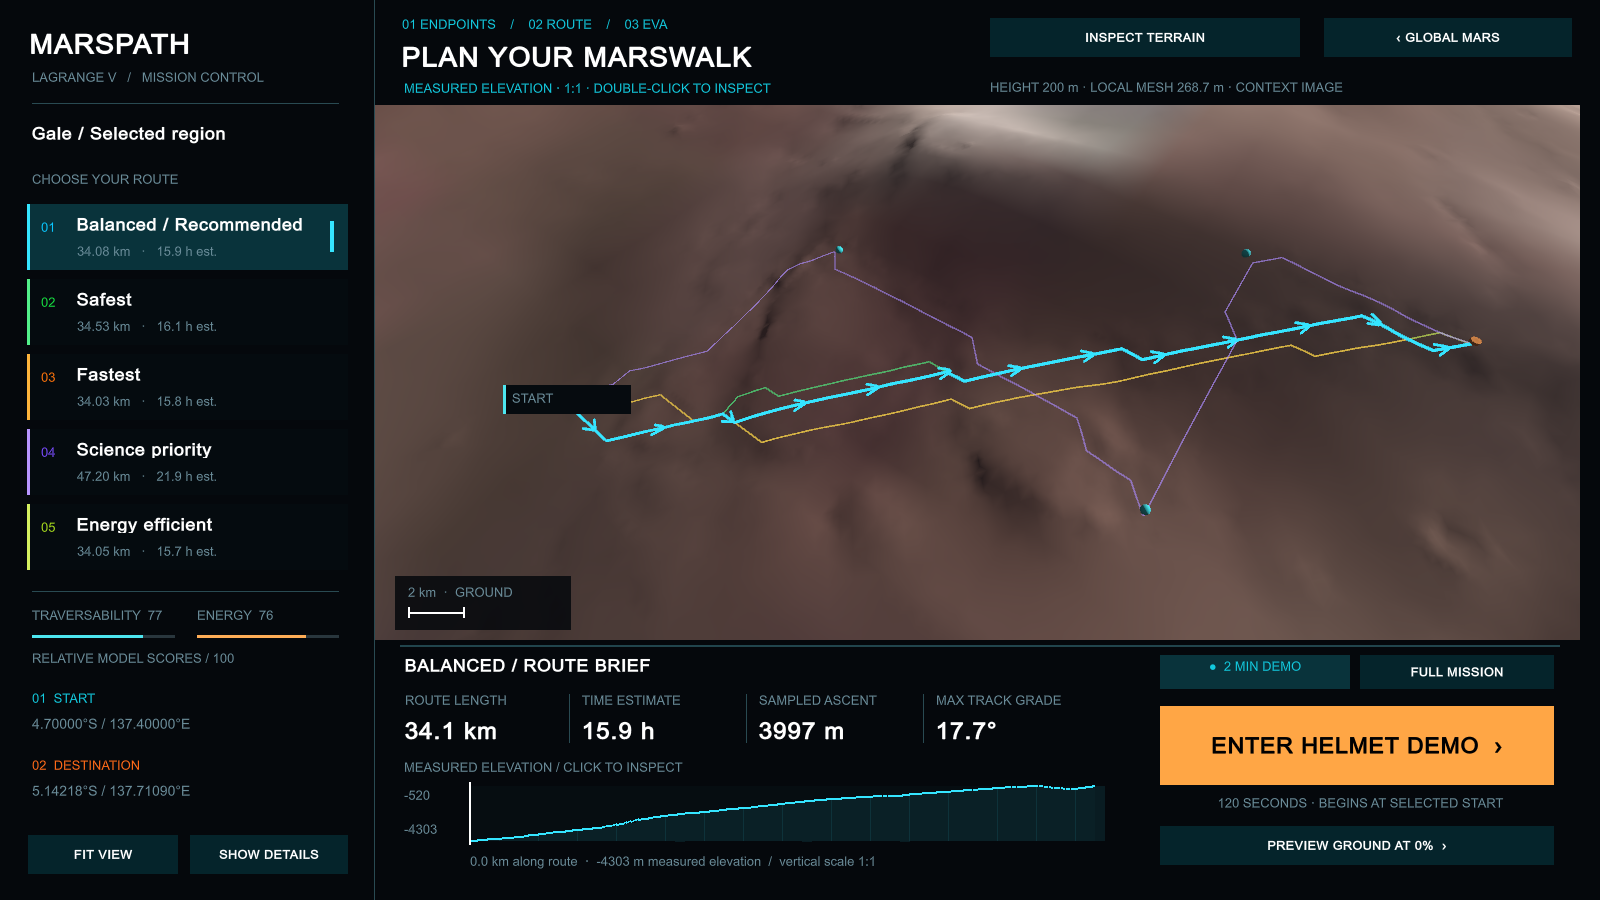 MARSPATH
LAGRANGE V / MISSION CONTROL
Gale / Selected region
CHOOSE YOUR ROUTE
01 Balanced / Recommended
34.08 km · 15.9 h est.
02 Safest
34.53 km · 16.1 h est.
03 Fastest
34.03 km · 15.8 h est.
04 Science priority
47.20 km · 21.9 h est.
05 Energy efficient
34.05 km · 15.7 h est.
TRAVERSABILITY 77 ENERGY 76
RELATIVE MODEL SCORES / 100
01 START
4.70000°S / 137.40000°E
02 DESTINATION
5.14218°S / 137.71090°E
FIT VIEW SHOW DETAILS
01 ENDPOINTS / 02 ROUTE / 03 EVA
PLAN YOUR MARSWALK
MEASURED ELEVATION · 1:1 · DOUBLE-CLICK TO INSPECT
INSPECT TERRAIN ‹ GLOBAL MARS
HEIGHT 200 m · LOCAL MESH 268.7 m · CONTEXT IMAGE
START
2 km · GROUND
BALANCED / ROUTE BRIEF
ROUTE LENGTH TIME ESTIMATE SAMPLED ASCENT MAX TRACK GRADE
34.1 km 15.9 h 3997 m 17.7°
MEASURED ELEVATION / CLICK TO INSPECT
-520
-4303
0.0 km along route · -4303 m measured elevation / vertical scale 1:1
● 2 MIN DEMO FULL MISSION
ENTER HELMET DEMO ›
120 SECONDS · BEGINS AT SELECTED START
PREVIEW GROUND AT 0% ›